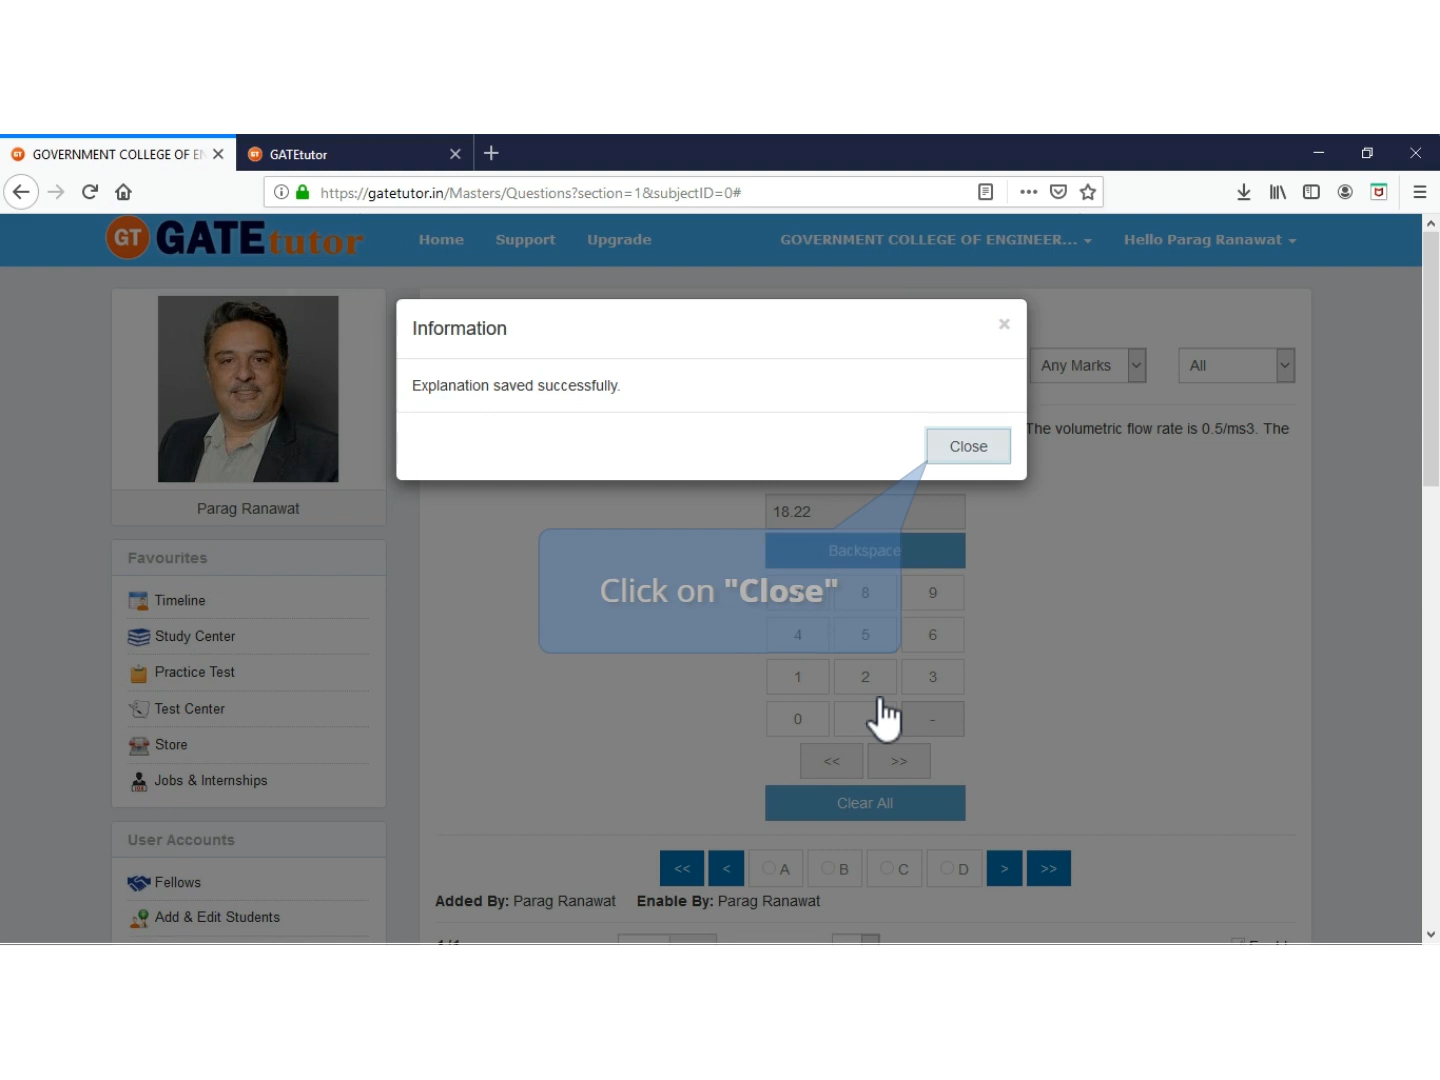 GOVERNMENT COLLEGE OF EN
GATEtutor
https://gatetutor.in/Masters/Questions?section=1&subjectID=0#
GT GATEtutor
Home Support Upgrade GOVERNMENT COLLEGE OF ENGINEER... Hello Parag Ranawat
Information
Explanation saved successfully.
Close
Any Marks All
The volumetric flow rate is 0.5/ms3. The
Parag Ranawat
Favourites
Timeline
Study Center
Practice Test
Test Center
Store
Jobs & Internships
User Accounts
Fellows
Add & Edit Students
18.22
Backspace
Click on "Close"
8 9
4 5 6
1 2 3
0 -
<< >>
Clear All
<< < A B C D > >>
Added By: Parag Ranawat Enable By: Parag Ranawat